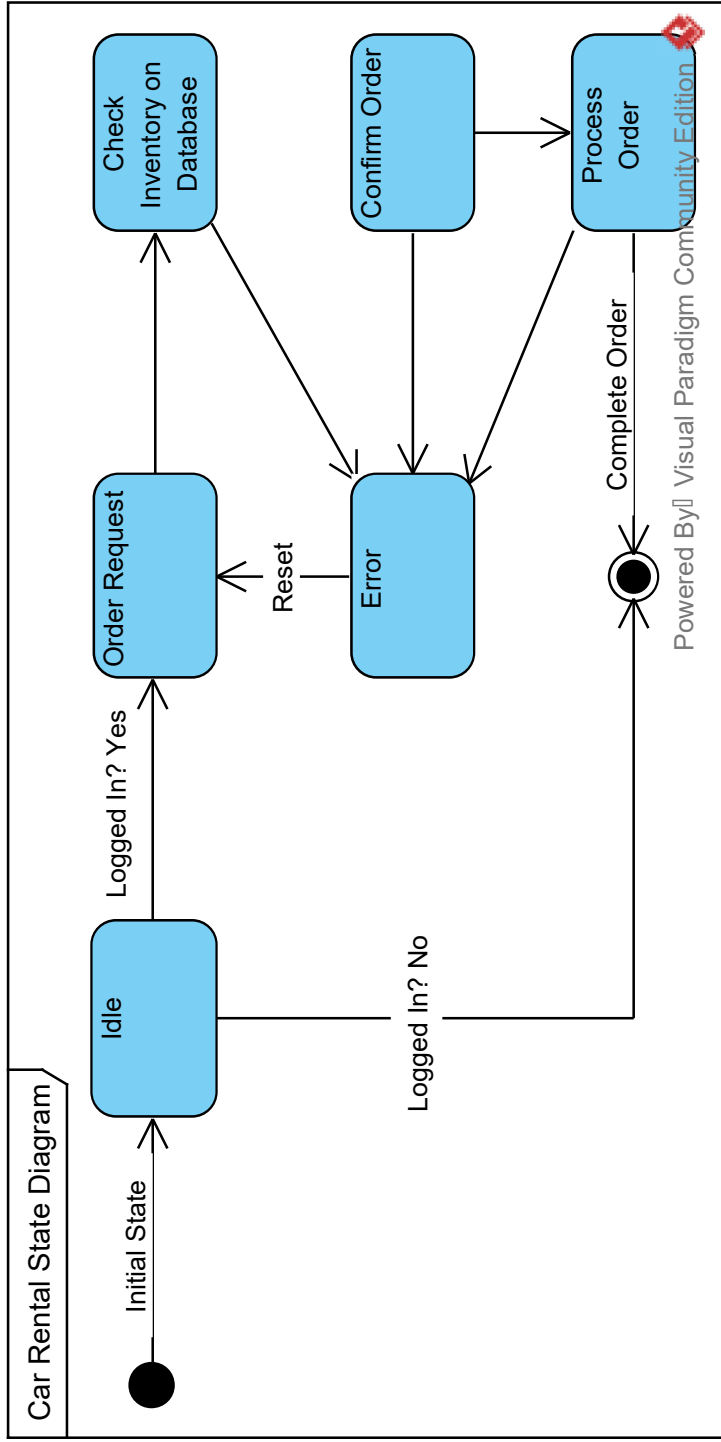 Car Rental State Diagram
Initial State
Idle
Logged In? Yes
Order Request
Check
Inventory on
Database
Reset
Error
Confirm Order
Logged In? No
Complete Order
Process
Order
Powered By Visual Paradigm Community Edition